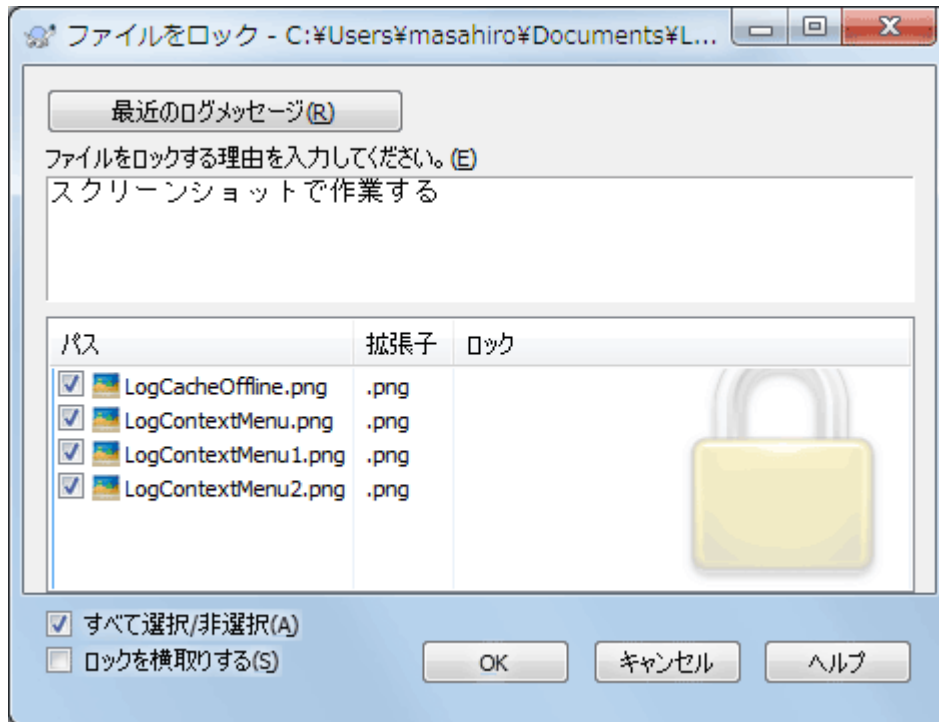 ファイルをロック - C:¥Users¥masahiro¥Documents¥L...
最近のログメッセージ(R)
ファイルをロックする理由を入力してください。(E)
スクリーンショットで作業する
パス 拡張子 ロック
LogCacheOffline.png .png
LogContextMenu.png .png
LogContextMenu1.png .png
LogContextMenu2.png .png
すべて選択/非選択(A)
ロックを横取りする(S)
OK キャンセル ヘルプ